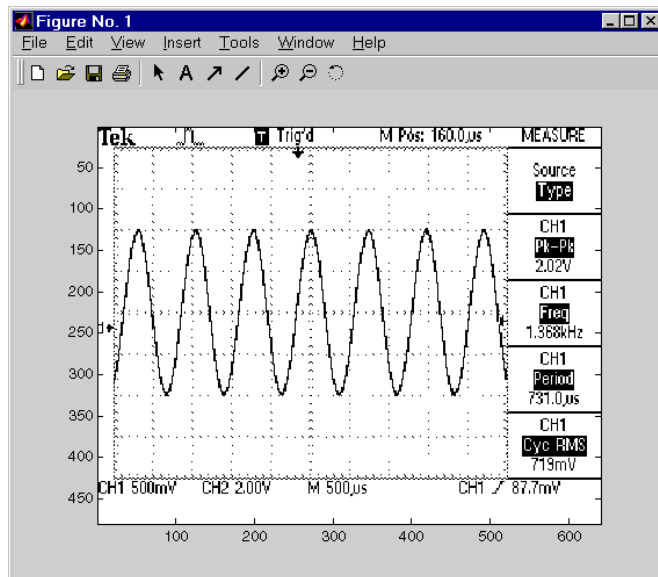 Figure No. 1
File Edit View Insert Tools Window Help
A
Tek T Trig'd M Pos: 160.0µs MEASURE
Source
Type
CH1
Pk-Pk
2.02V
CH1
Freq
1.368kHz
CH1
Period
731.0µs
CH1
Cyc RMS
719mV
CH1 500mV CH2 2.00V M 500µs CH1 87.7mV
50
100
150
200
250
300
350
400
450
100 200 300 400 500 600